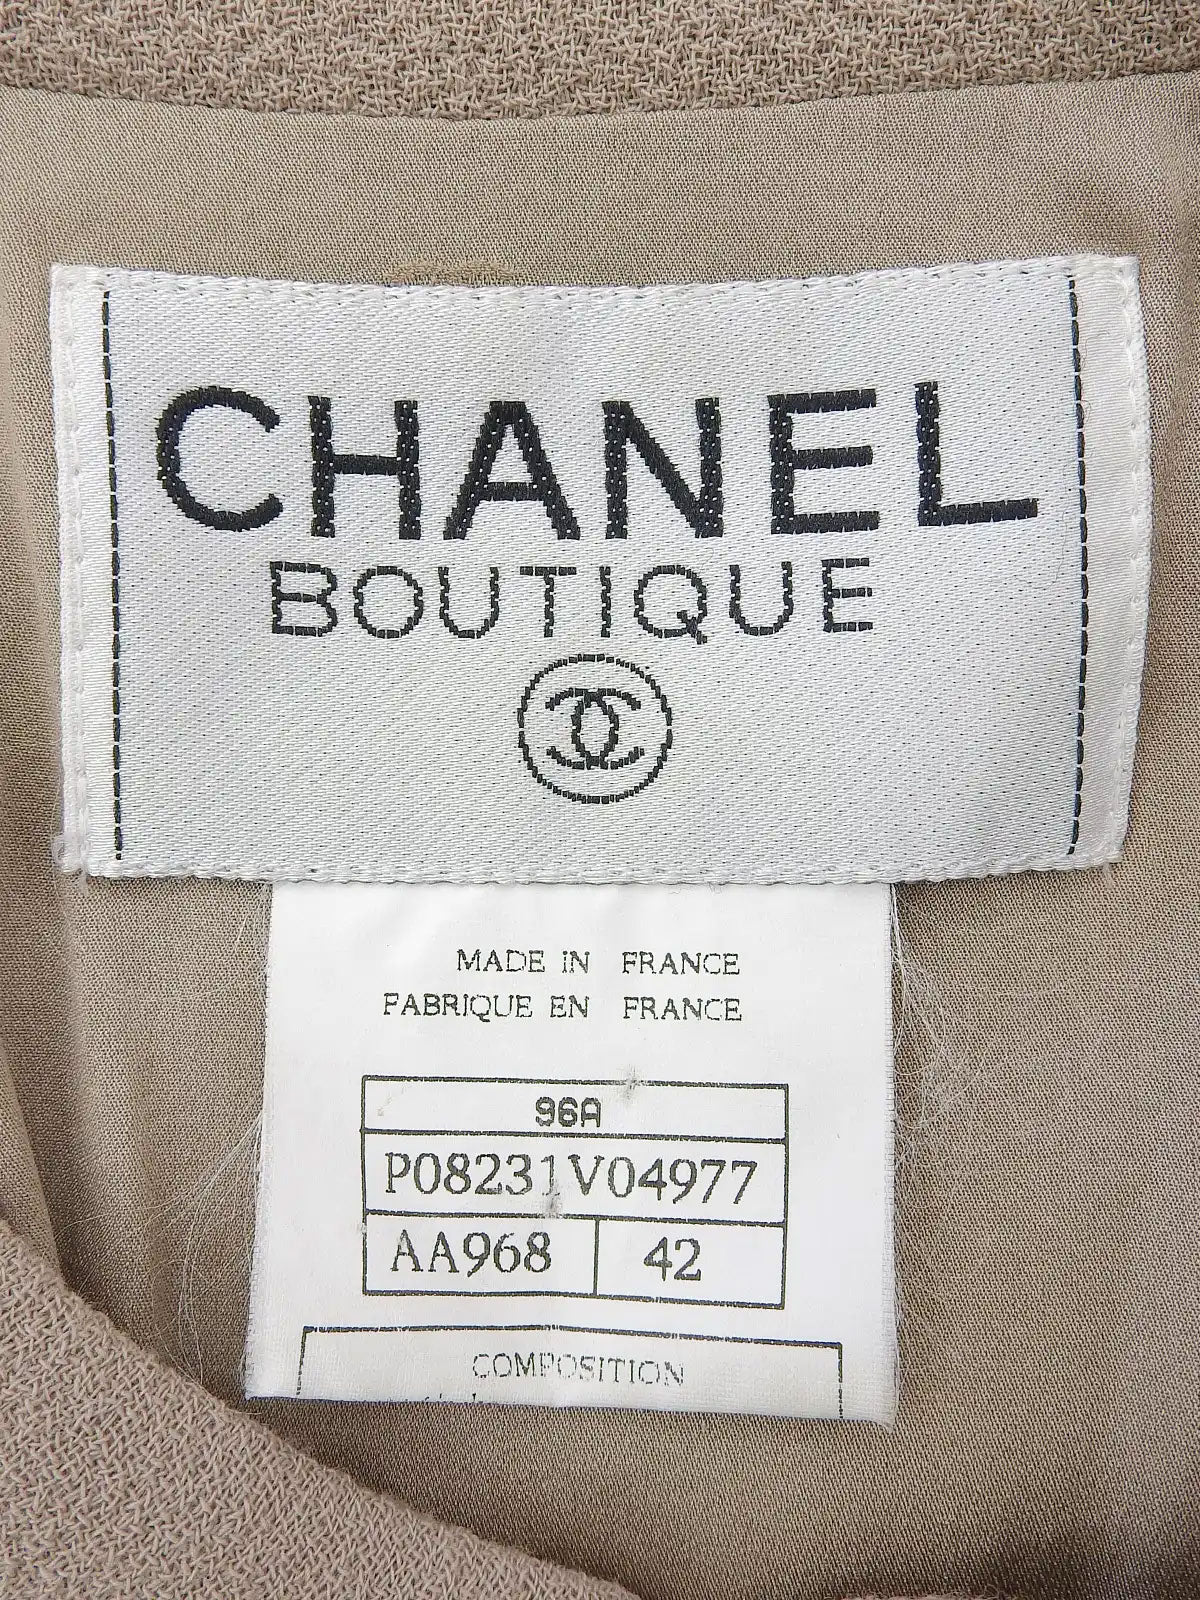 CHANEL
BOUTIQUE
MADE IN FRANCE
FABRIQUE EN FRANCE
96A
P08231V04977
AA968 42
COMPOSITION